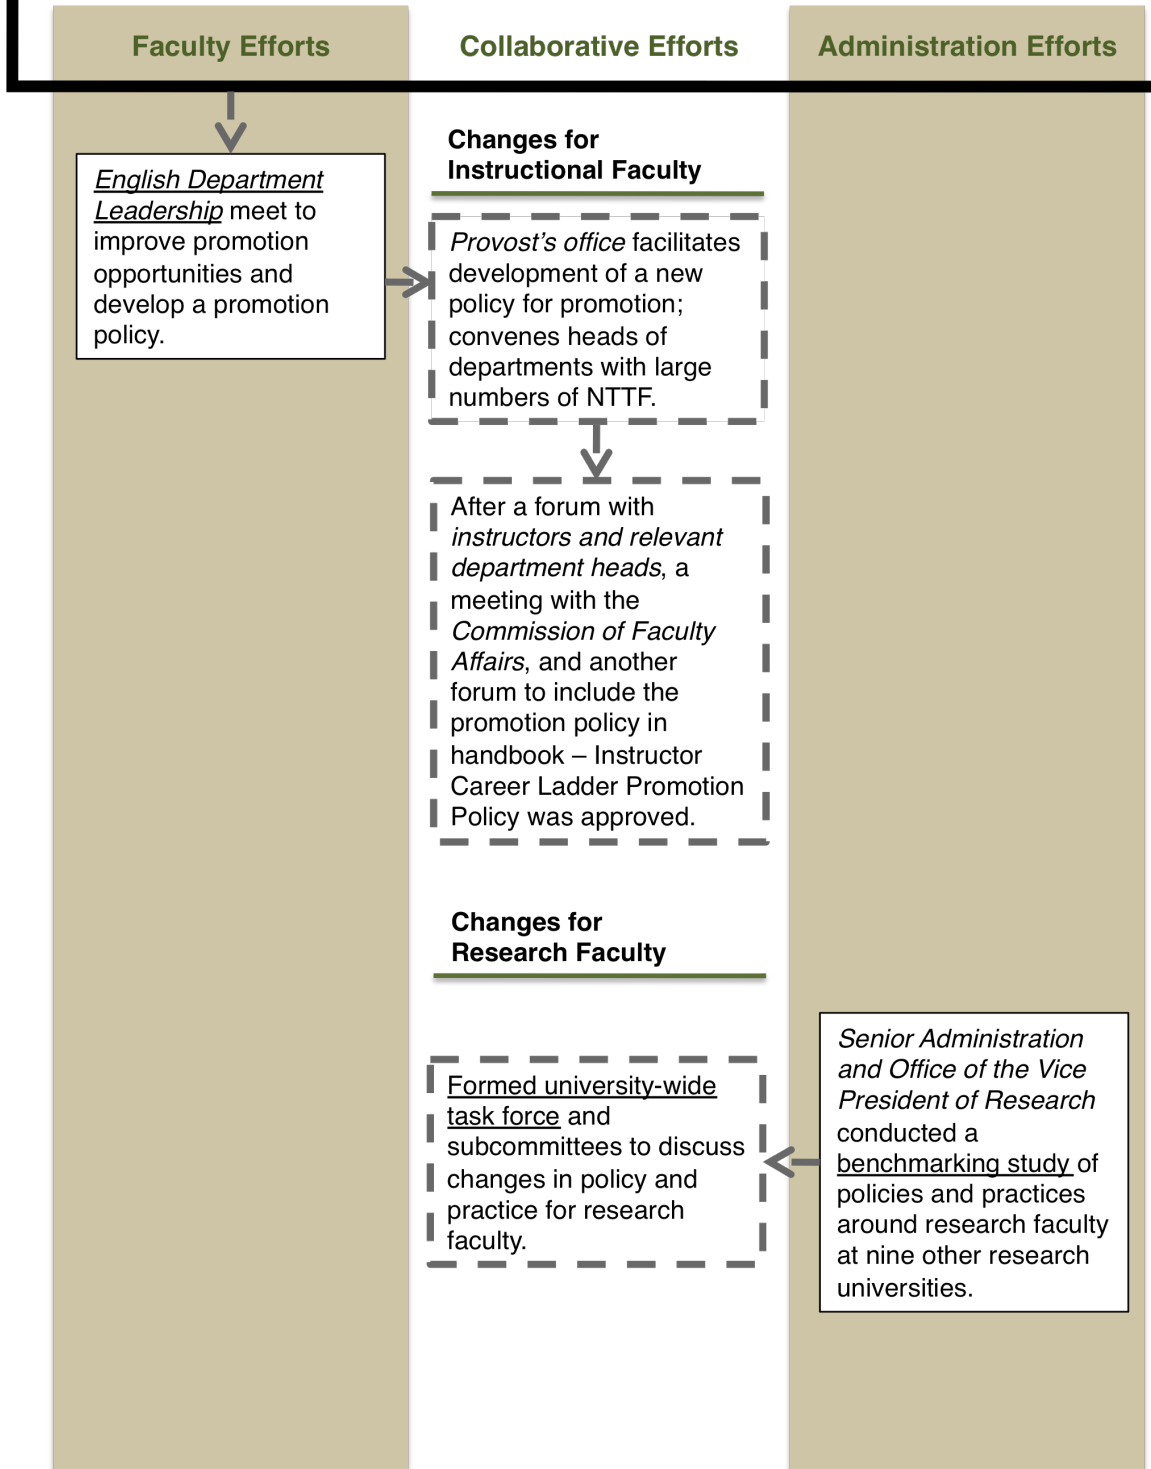 Faculty Efforts
Collaborative Efforts
Administration Efforts
English Department
Leadership meet to
improve promotion
opportunities and
develop a promotion
policy.
Changes for
Instructional Faculty
Provost’s office facilitates
development of a new
policy for promotion;
convenes heads of
departments with large
numbers of NTTF.
After a forum with
instructors and relevant
department heads, a
meeting with the
Commission of Faculty
Affairs, and another
forum to include the
promotion policy in
handbook – Instructor
Career Ladder Promotion
Policy was approved.
Changes for
Research Faculty
Formed university-wide
task force and
subcommittees to discuss
changes in policy and
practice for research
faculty.
Senior Administration
and Office of the Vice
President of Research
conducted a
benchmarking study of
policies and practices
around research faculty
at nine other research
universities.